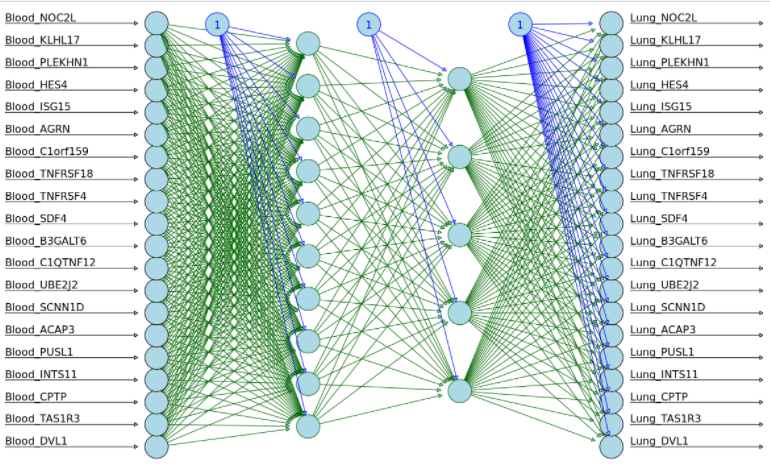 Blood_NOC2L
Blood_KLHL17
Blood_PLEKHN1
Blood_HES4
Blood_ISG15
Blood_AGRN
Blood_C1orf159
Blood_TNFRSF18
Blood_TNFRSF4
Blood_SDF4
Blood_B3GALT6
Blood_C1QTNF12
Blood_UBE2J2
Blood_SCNN1D
Blood_ACAP3
Blood_PUSL1
Blood_INTS11
Blood_CPTP
Blood_TAS1R3
Blood_DVL1
1
1
1
Lung_NOC2L
Lung_KLHL17
Lung_PLEKHN1
Lung_HES4
Lung_ISG15
Lung_AGRN
Lung_C1orf159
Lung_TNFRSF18
Lung_TNFRSF4
Lung_SDF4
Lung_B3GALT6
Lung_C1QTNF12
Lung_UBE2J2
Lung_SCNN1D
Lung_ACAP3
Lung_PUSL1
Lung_INTS11
Lung_CPTP
Lung_TAS1R3
Lung_DVL1